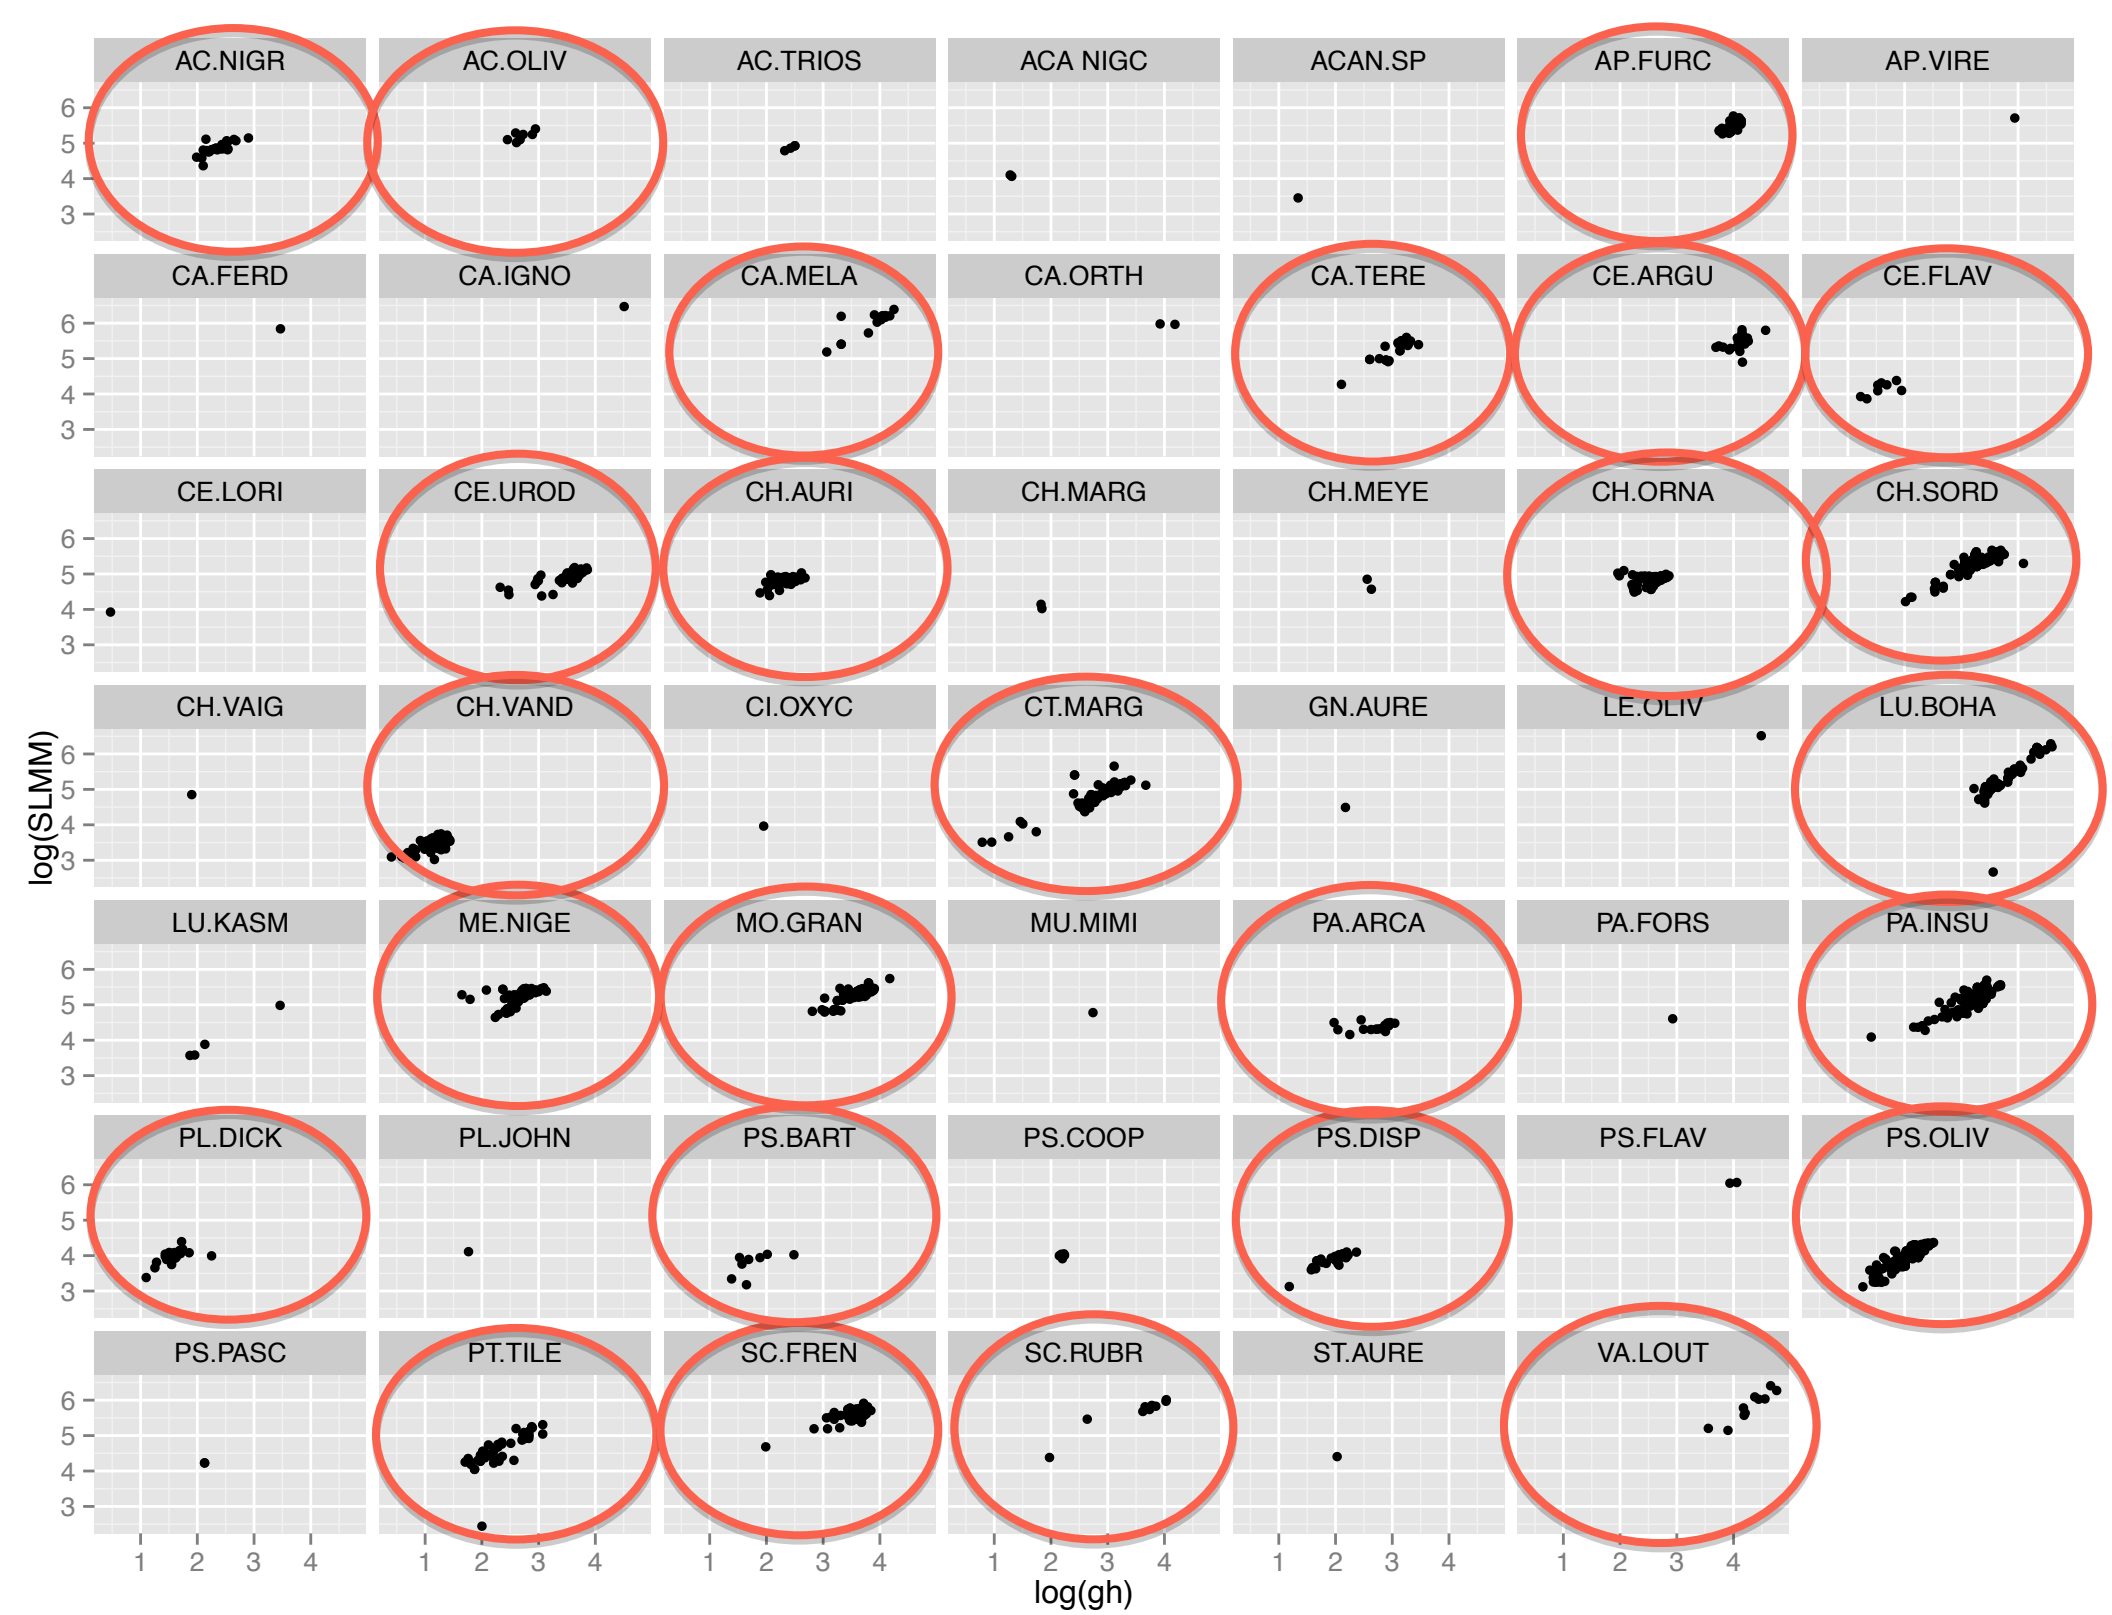 AC.NIGR AC.OLIV AC.TRIOS ACA NIGC ACAN.SP AP.FURC AP.VIRE
6
5
4
3
CA.FERD CA.IGNO CA.MELA CA.ORTH CA.TERE CE.ARGU CE.FLAV
6
5
4
3
CE.LORI CE.UROD CH.AURI CH.MARG CH.MEYE CH.ORNA CH.SORD
6
5
4
3
CH.VAIG CH.VAND CI.OXYC CT.MARG GN.AURE LE.OLIV LU.BOHA
6
5
4
3
log(SLMM)
LU.KASM ME.NIGE MO.GRAN MU.MIMI PA.ARCA PA.FORS PA.INSU
6
5
4
3
PL.DICK PL.JOHN PS.BART PS.COOP PS.DISP PS.FLAV PS.OLIV
6
5
4
3
PS.PASC PT.TILE SC.FREN SC.RUBR ST.AURE VA.LOUT
6
5
4
3
1 2 3 4 1 2 3 4 1 2 3 4 1 2 3 4 1 2 3 4 1 2 3 4
log(gh)